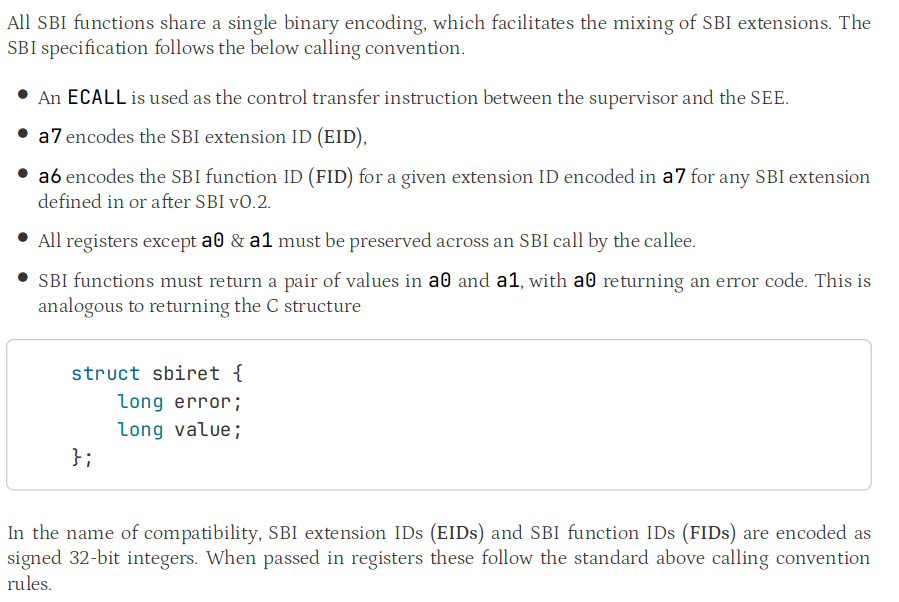 All SBI functions share a single binary encoding, which facilitates the mixing of SBI extensions. The
SBI specification follows the below calling convention.
• An ECALL is used as the control transfer instruction between the supervisor and the SEE.
• a7 encodes the SBI extension ID (EID),
• a6 encodes the SBI function ID (FID) for a given extension ID encoded in a7 for any SBI extension
defined in or after SBI v0.2.
• All registers except a0 & a1 must be preserved across an SBI call by the callee.
• SBI functions must return a pair of values in a0 and a1, with a0 returning an error code. This is
analogous to returning the C structure
struct sbiret {
    long error;
    long value;
};
In the name of compatibility, SBI extension IDs (EIDs) and SBI function IDs (FIDs) are encoded as
signed 32-bit integers. When passed in registers these follow the standard above calling convention
rules.